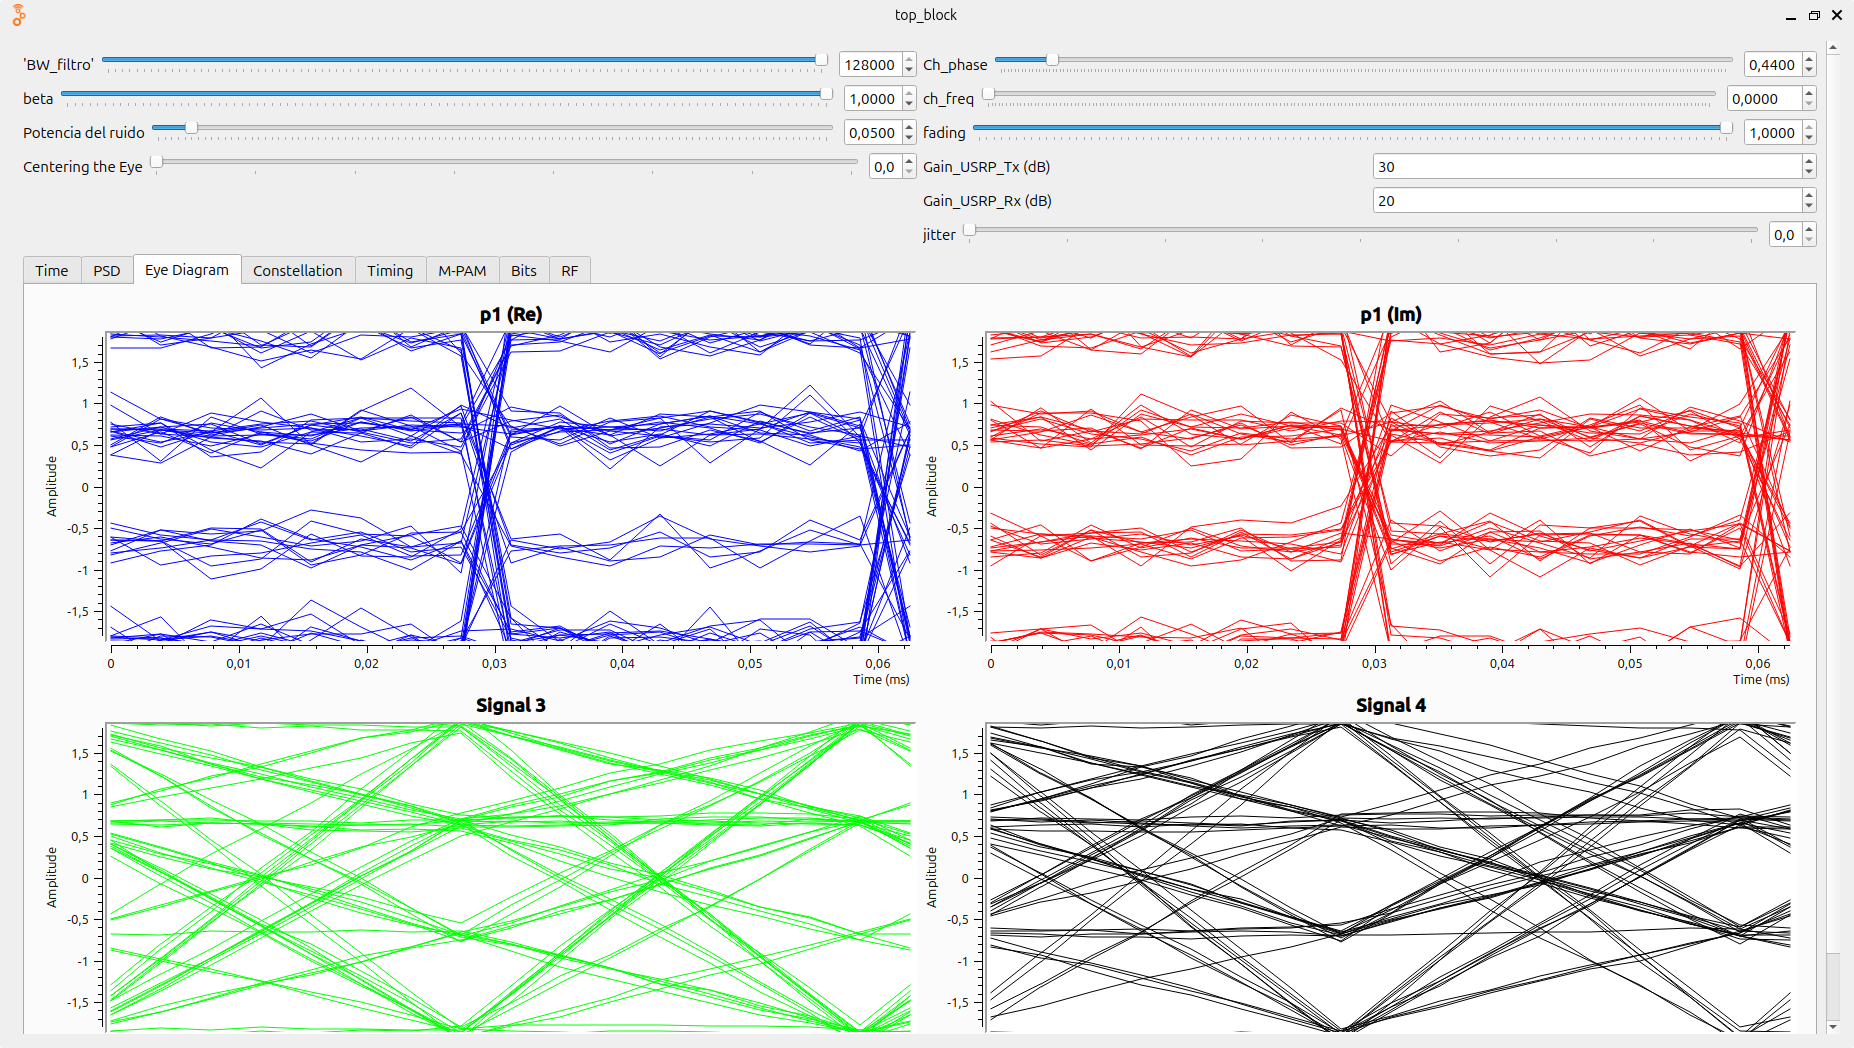 top_block
'BW_filtro' 128000 Ch_phase 0,4400
beta 1,0000 ch_freq 0,0000
Potencia del ruido 0,0500 fading 1,0000
Centering the Eye 0,0 Gain_USRP_Tx (dB) 30
Gain_USRP_Rx (dB) 20
jitter 0,0
Time PSD Eye Diagram Constellation Timing M-PAM Bits RF
p1 (Re)
1,5
1
0,5
0
-0,5
-1
-1,5
Amplitude
0 0,01 0,02 0,03 0,04 0,05 0,06
Time (ms)
p1 (Im)
1,5
1
0,5
0
-0,5
-1
-1,5
Amplitude
0 0,01 0,02 0,03 0,04 0,05 0,06
Time (ms)
Signal 3
1,5
1
0,5
0
-0,5
-1
-1,5
Amplitude
Signal 4
1,5
1
0,5
0
-0,5
-1
-1,5
Amplitude